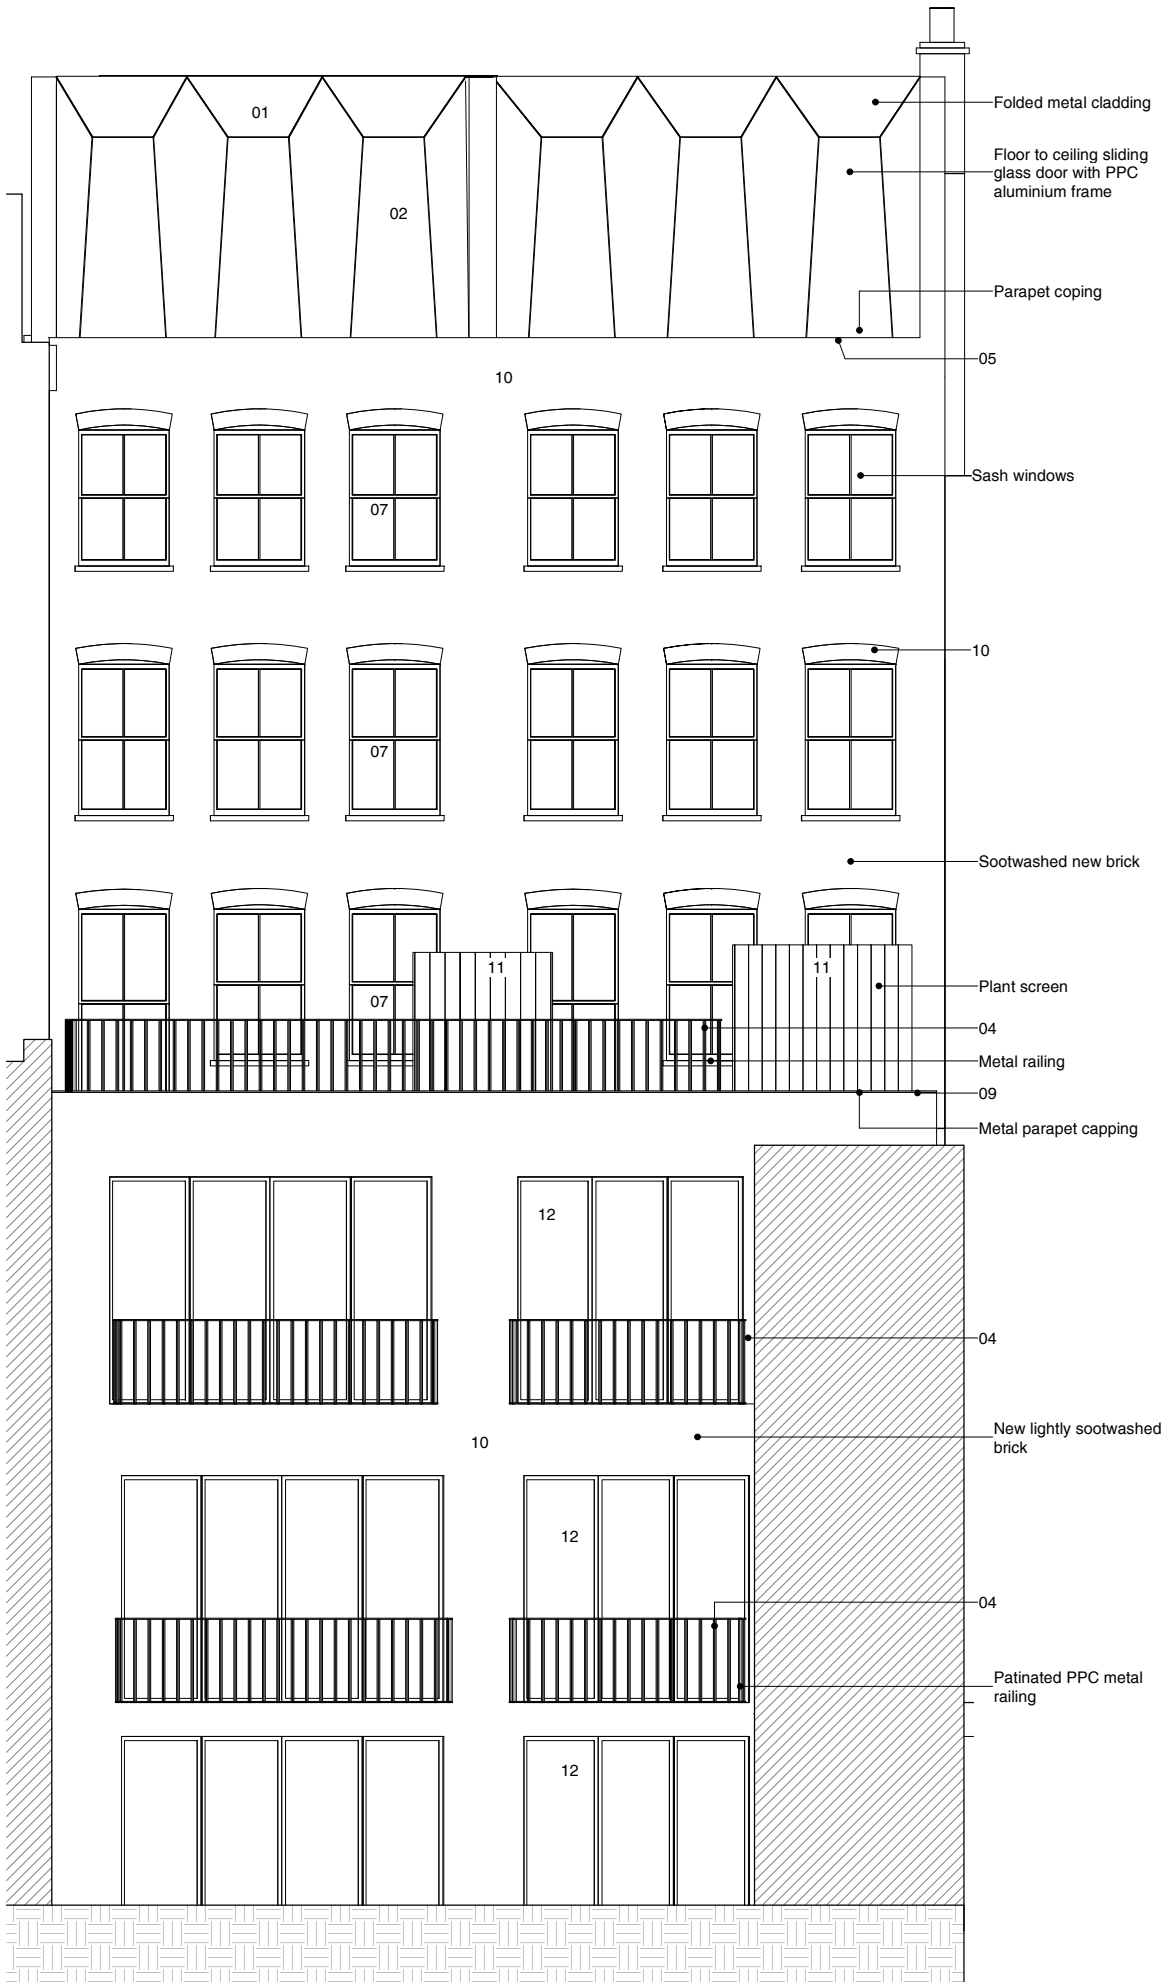 01
Folded metal cladding
Floor to ceiling sliding
glass door with PPC
aluminium frame
02
Parapet coping
05
10
Sash windows
07
10
07
Sootwashed new brick
11
11
Plant screen
07
04
Metal railing
09
Metal parapet capping
12
04
10
New lightly sootwashed
brick
12
04
Patinated PPC metal
railing
12